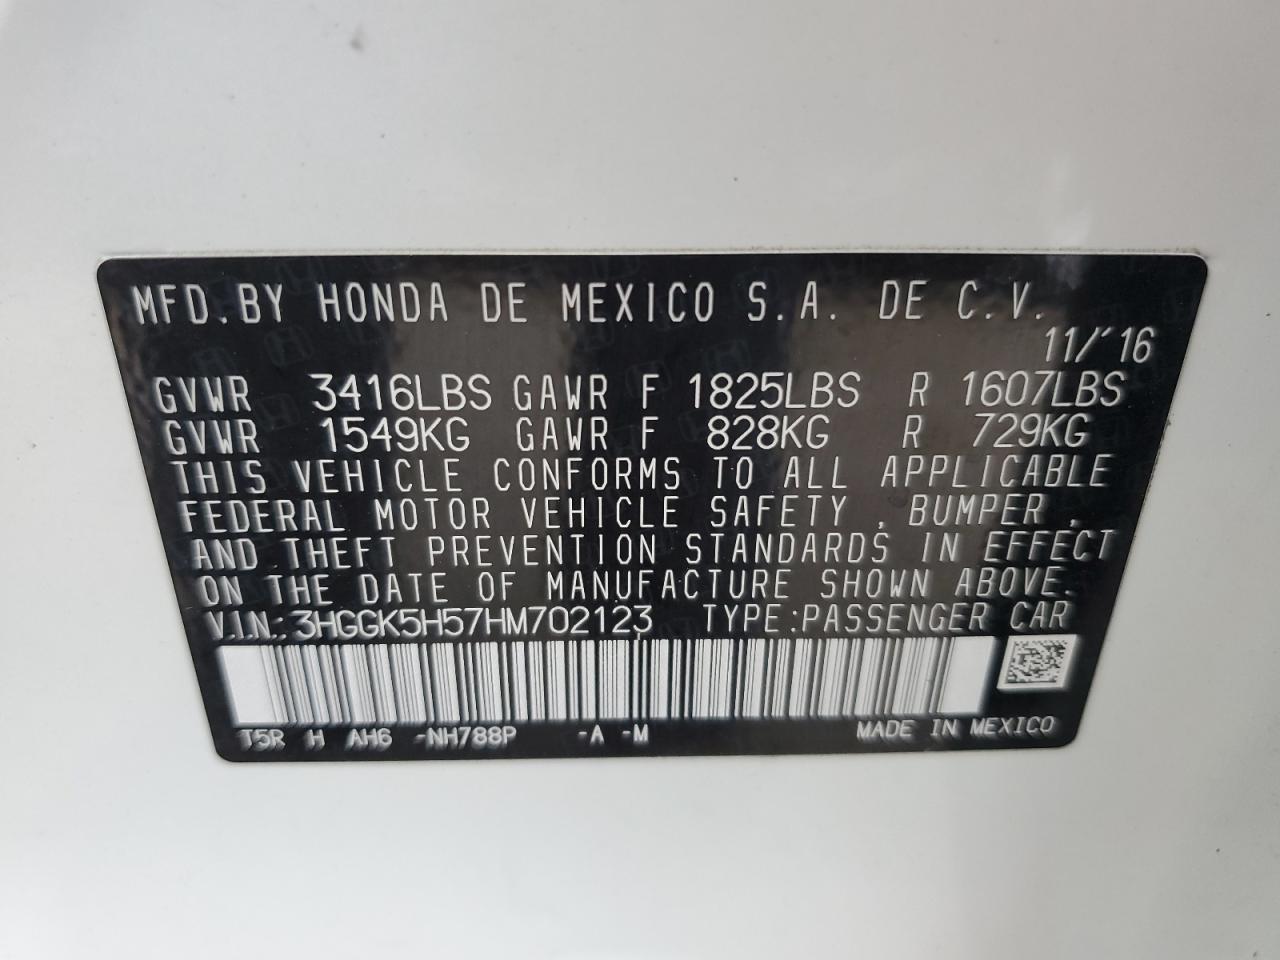 MFD.BY HONDA DE MEXICO S.A. DE C.V.
11/'16
GVWR 3416LBS GAWR F 1825LBS R 1607LBS
GVWR 1549KG GAWR F 828KG R 729KG
THIS VEHICLE CONFORMS TO ALL APPLICABLE
FEDERAL MOTOR VEHICLE SAFETY , BUMPER ,
AND THEFT PREVENTION STANDARDS IN EFFECT
ON THE DATE OF MANUFACTURE SHOWN ABOVE.
V.I.N.: 3HGGK5H57HM702123 TYPE:PASSENGER CAR
T5R H AH6 -NH788P -A -M MADE IN MEXICO